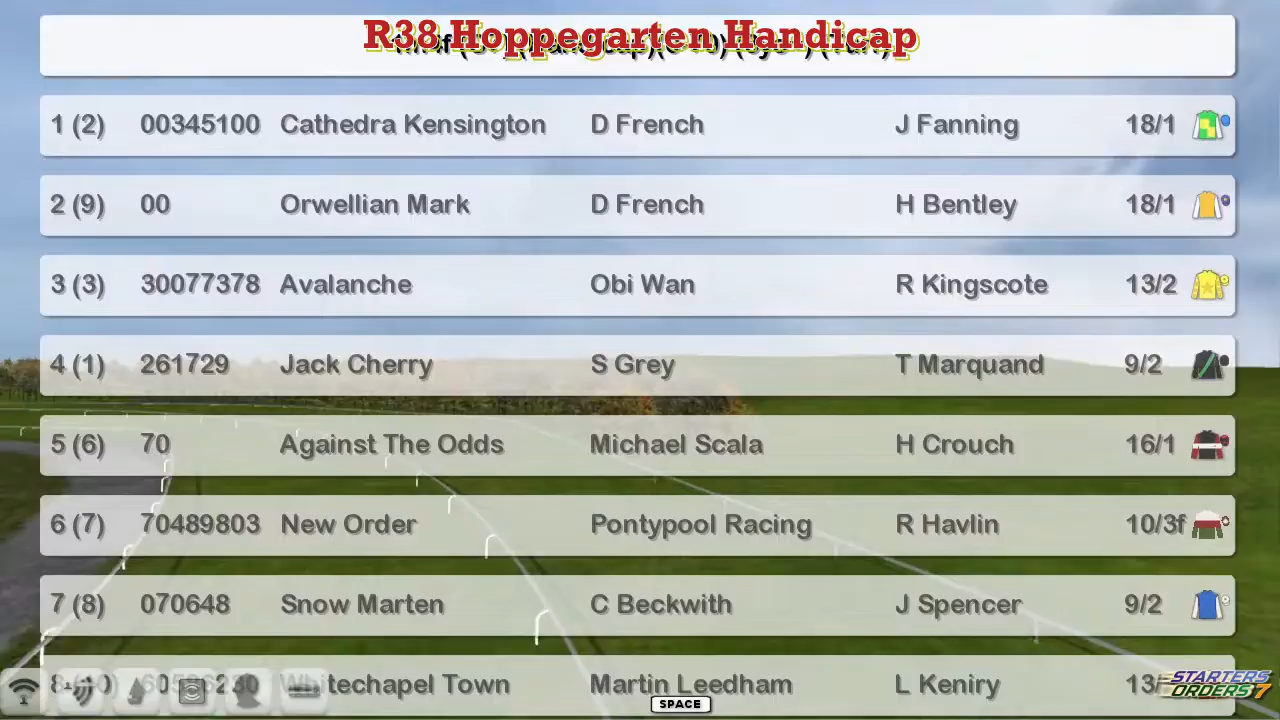 R38 Hoppegarten Handicap
1 (2) 00345100 Cathedra Kensington D French J Fanning 18/1
2 (9) 00 Orwellian Mark D French H Bentley 18/1
3 (3) 30077378 Avalanche Obi Wan R Kingscote 13/2
4 (1) 261729 Jack Cherry S Grey T Marquand 9/2
5 (6) 70 Against The Odds Michael Scala H Crouch 16/1
6 (7) 70489803 New Order Pontypool Racing R Havlin 10/3f
7 (8) 070648 Snow Marten C Beckwith J Spencer 9/2
Whitechapel Town Martin Leedham L Keniry
SPACE
STARTERS
ORDERS 7